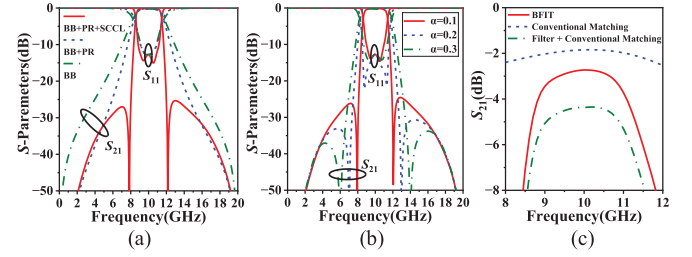 S-Paremeters(dB)
0
-10
-20
-30
-40
-50
BB+PR+SCCL
BB+PR
BB
S11
S21
0 2 4 6 8 10 12 14 16 18 20
Frequency(GHz)
(a)
S-Paremeters(dB)
0
-10
-20
-30
-40
-50
α=0.1
α=0.2
α=0.3
S11
S21
2 4 6 8 10 12 14 16 18 20
Frequency(GHz)
(b)
S21(dB)
0
-2
-4
-6
-8
BFIT
Conventional Matching
Filter + Conventional Matching
8 9 10 11 12
Frequency(GHz)
(c)